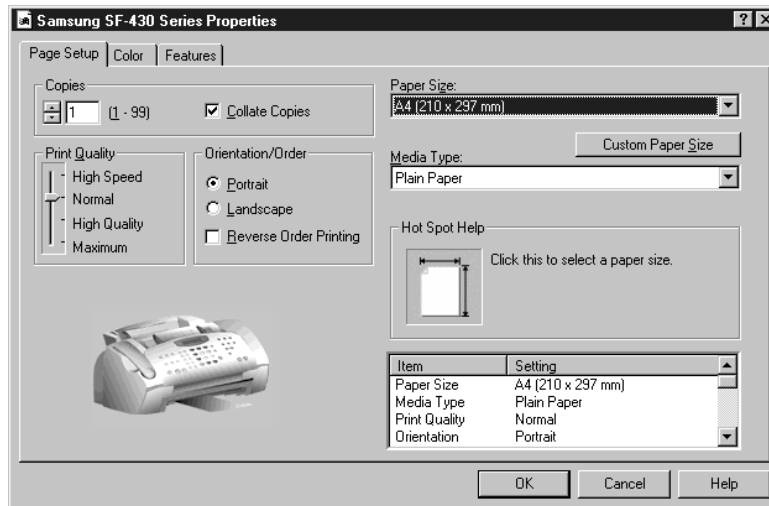 Samsung SF-430 Series Properties
Page Setup
Color
Features
Copies
1
(1 - 99)
Collate Copies
Print Quality
High Speed
Normal
High Quality
Maximum
Orientation/Order
Portrait
Landscape
Reverse Order Printing
Paper Size:
A4 (210 x 297 mm)
Custom Paper Size
Media Type:
Plain Paper
Hot Spot Help
Click this to select a paper size.
Item Setting
Paper Size A4 (210 x 297 mm)
Media Type Plain Paper
Print Quality Normal
Orientation Portrait
OK
Cancel
Help